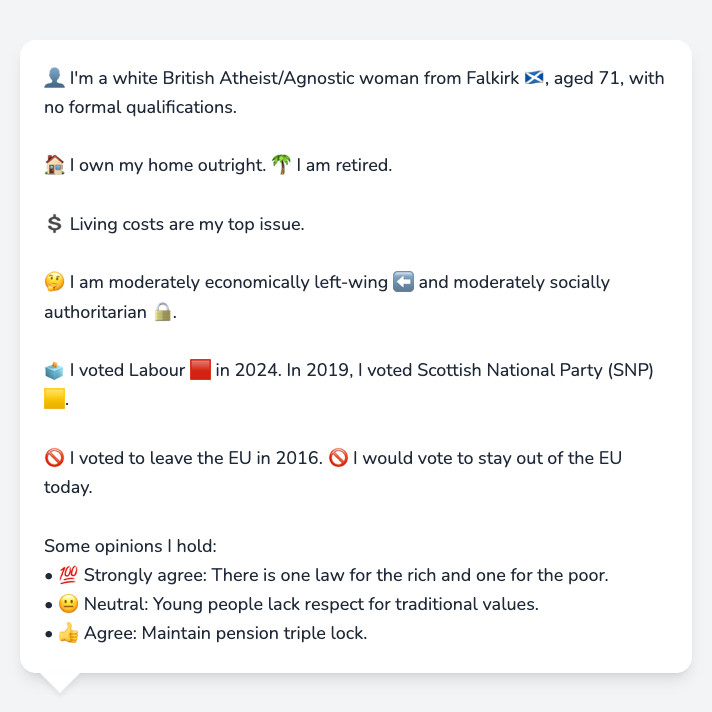 👤 I'm a white British Atheist/Agnostic woman from Falkirk 🏴󠁧󠁢󠁳󠁣󠁴󠁿, aged 71, with
no formal qualifications.
🏠 I own my home outright. 🌴 I am retired.
💲 Living costs are my top issue.
🤔 I am moderately economically left-wing ⬅️ and moderately socially
authoritarian 🔒.
🗳️ I voted Labour 🟥 in 2024. In 2019, I voted Scottish National Party (SNP)
🟨.
🚫 I voted to leave the EU in 2016. 🚫 I would vote to stay out of the EU
today.
Some opinions I hold:
• 💯 Strongly agree: There is one law for the rich and one for the poor.
• 😐 Neutral: Young people lack respect for traditional values.
• 👍 Agree: Maintain pension triple lock.